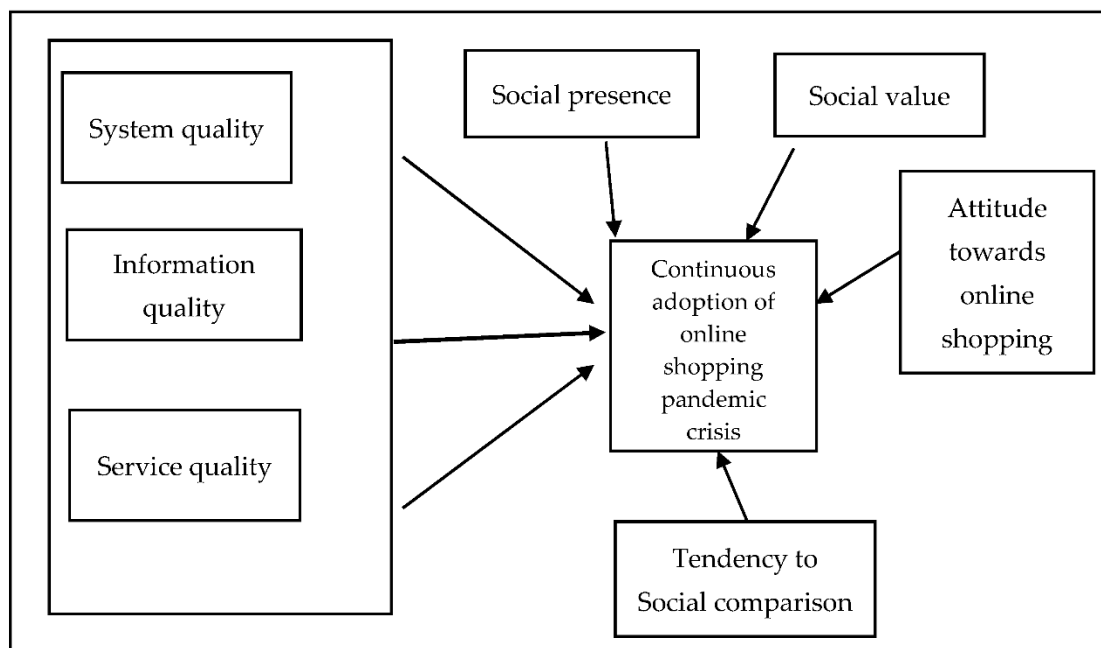 System quality
Information
quality
Service quality
Social presence
Social value
Attitude
towards
online
shopping
Continuous
adoption of
online
shopping
pandemic
crisis
Tendency to
Social comparison